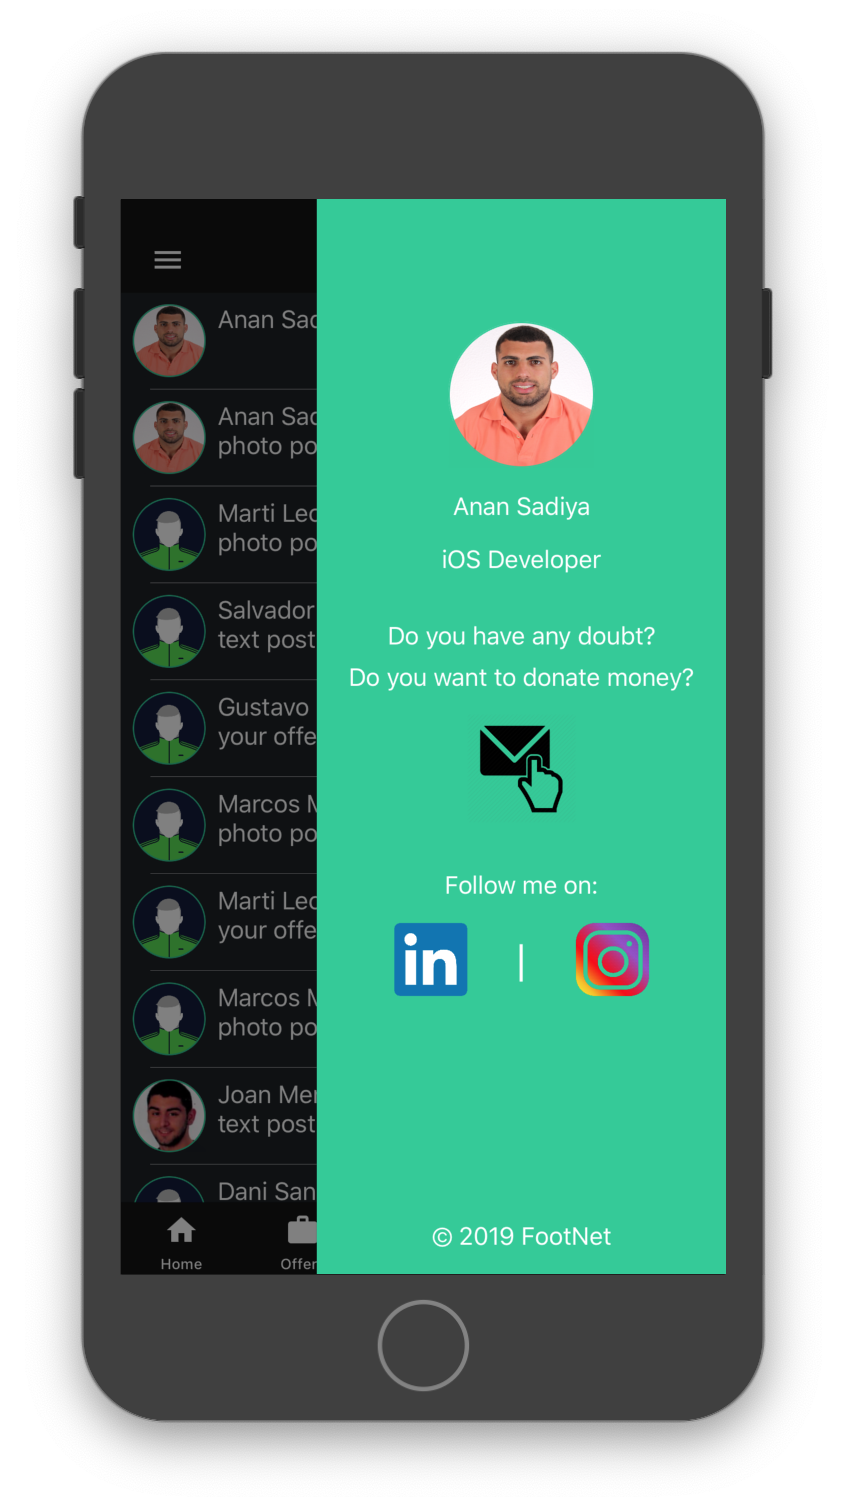 Anan Sad
Anan Sad
photo po
Marti Lec
photo po
Salvador
text post
Gustavo
your offe
Marcos M
photo po
Marti Lec
your offe
Marcos M
photo po
Joan Mer
text post
Dani San
Home
Offer
Anan Sadiya
iOS Developer
Do you have any doubt?
Do you want to donate money?
Follow me on:
in |
© 2019 FootNet